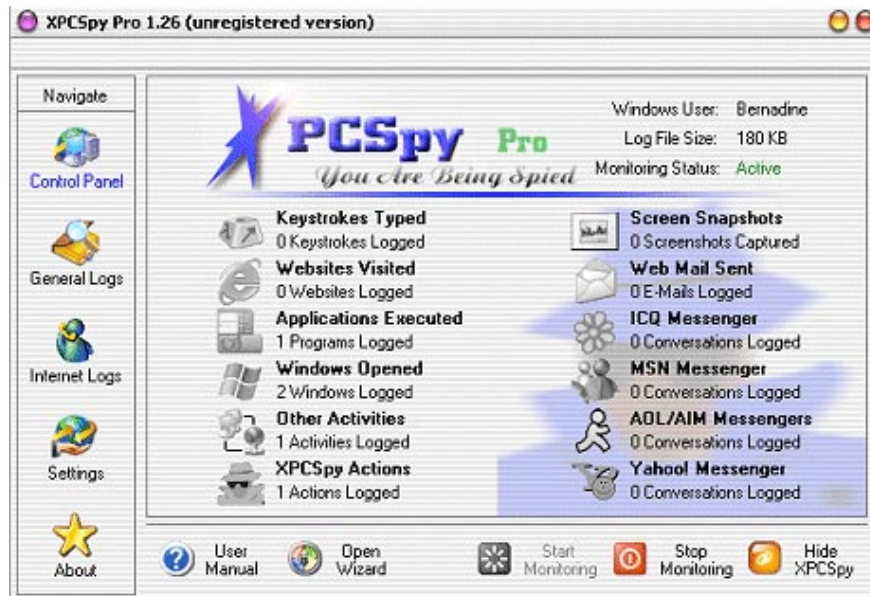 XPCSpy Pro 1.26 (unregistered version)
Navigate
Control Panel
General Logs
Internet Logs
Settings
About
XPCSpy Pro
You Are Being Spied
Windows User: Bernadine
Log File Size: 180 KB
Monitoring Status: Active
Keystrokes Typed
0 Keystrokes Logged
Websites Visited
0 Websites Logged
Applications Executed
1 Programs Logged
Windows Opened
2 Windows Logged
Other Activities
1 Activities Logged
XPCSpy Actions
1 Actions Logged
Screen Snapshots
0 Screenshots Captured
Web Mail Sent
0 E-Mails Logged
ICQ Messenger
0 Conversations Logged
MSN Messenger
0 Conversations Logged
AOL/AIM Messengers
0 Conversations Logged
Yahoo! Messenger
0 Conversations Logged
User Manual
Open Wizard
Start Monitoring
Stop Monitoring
Hide XPCSpy